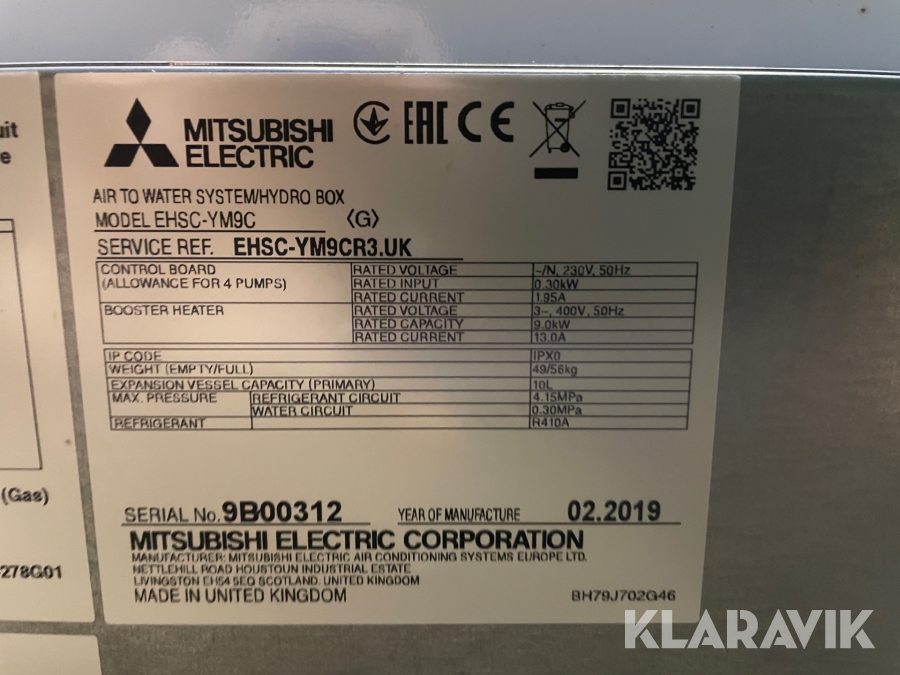 uit
e
MITSUBISHI
ELECTRIC
EAC CE
AIR TO WATER SYSTEM/HYDRO BOX
MODEL EHSC-YM9C 〈G〉
SERVICE REF. EHSC-YM9CR3.UK
CONTROL BOARD RATED VOLTAGE ~/N, 230V, 50Hz
(ALLOWANCE FOR 4 PUMPS) RATED INPUT 0.30kW
RATED CURRENT 1.95A
BOOSTER HEATER RATED VOLTAGE 3~, 400V, 50Hz
RATED CAPACITY 9.0kW
RATED CURRENT 13.0A
IP CODE IPX0
WEIGHT (EMPTY/FULL) 49/56kg
EXPANSION VESSEL CAPACITY (PRIMARY) 10L
MAX. PRESSURE REFRIGERANT CIRCUIT 4.15MPa
WATER CIRCUIT 0.30MPa
REFRIGERANT R410A
(Gas)
SERIAL No. 9B00312 YEAR OF MANUFACTURE 02.2019
MITSUBISHI ELECTRIC CORPORATION
MANUFACTURER: MITSUBISHI ELECTRIC AIR CONDITIONING SYSTEMS EUROPE LTD.
NETTLEHILL ROAD HOUSTOUN INDUSTRIAL ESTATE
LIVINGSTON EH54 5EQ SCOTLAND. UNITED KINGDOM
278G01
MADE IN UNITED KINGDOM BH79J702G46
KLARAVIK